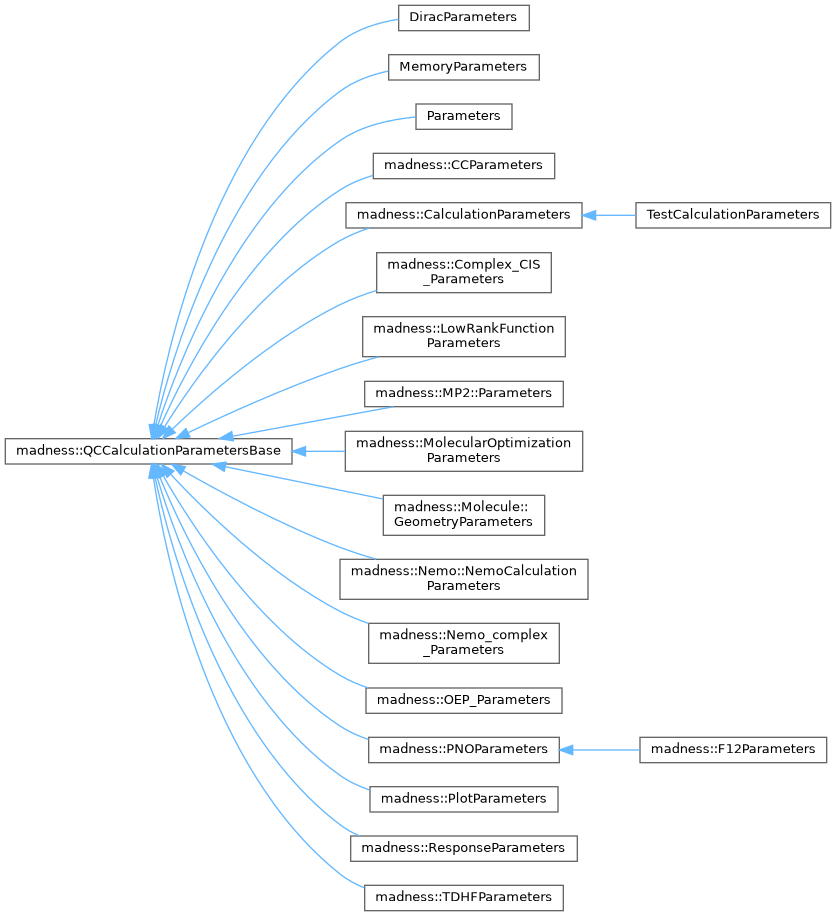 DiracParameters
MemoryParameters
Parameters
madness::CCParameters
madness::CalculationParameters
TestCalculationParameters
madness::Complex_CIS
_Parameters
madness::LowRankFunction
Parameters
madness::MP2::Parameters
madness::QCCalculationParametersBase
madness::MolecularOptimization
Parameters
madness::Molecule::
GeometryParameters
madness::Nemo::NemoCalculation
Parameters
madness::Nemo_complex
_Parameters
madness::OEP_Parameters
madness::PNOParameters
madness::F12Parameters
madness::PlotParameters
madness::ResponseParameters
madness::TDHFParameters